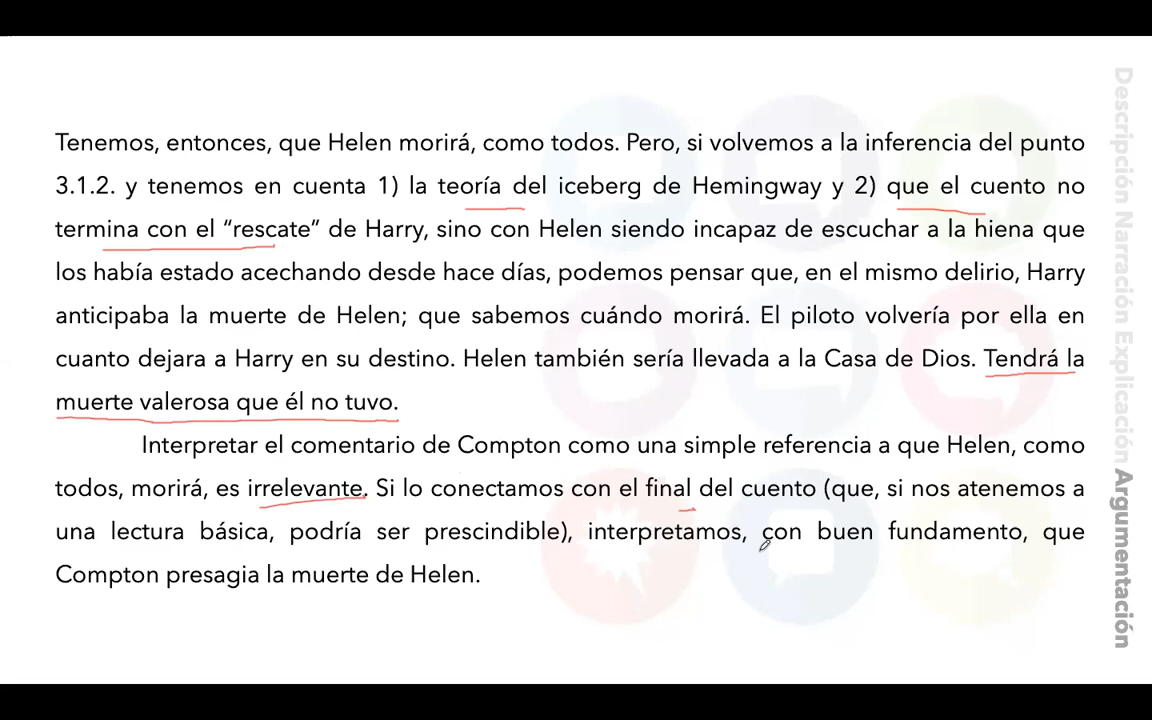 Tenemos, entonces, que Helen morirá, como todos. Pero, si volvemos a la inferencia del punto
3.1.2. y tenemos en cuenta 1) la teoría del iceberg de Hemingway y 2) que el cuento no
termina con el “rescate” de Harry, sino con Helen siendo incapaz de escuchar a la hiena que
los había estado acechando desde hace días, podemos pensar que, en el mismo delirio, Harry
anticipaba la muerte de Helen; que sabemos cuándo morirá. El piloto volvería por ella en
cuanto dejara a Harry en su destino. Helen también sería llevada a la Casa de Dios. Tendrá la
muerte valerosa que él no tuvo.
Interpretar el comentario de Compton como una simple referencia a que Helen, como
todos, morirá, es irrelevante. Si lo conectamos con el final del cuento (que, si nos atenemos a
una lectura básica, podría ser prescindible), interpretamos, con buen fundamento, que
Compton presagia la muerte de Helen.
Descripción Narración Explicación Argumentación